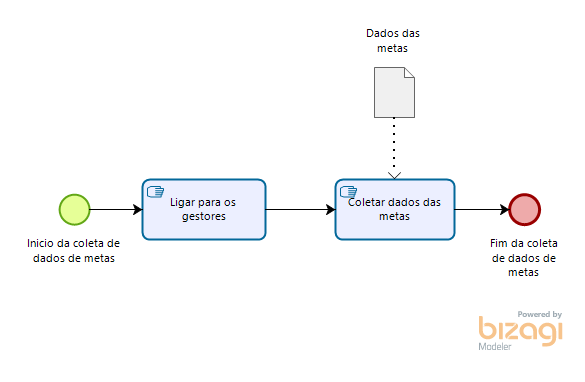 Dados das
metas
Ligar para os
gestores
Coletar dados das
metas
Inicio da coleta de
dados de metas
Fim da coleta
de dados de
metas
Powered by
bizagi
Modeler